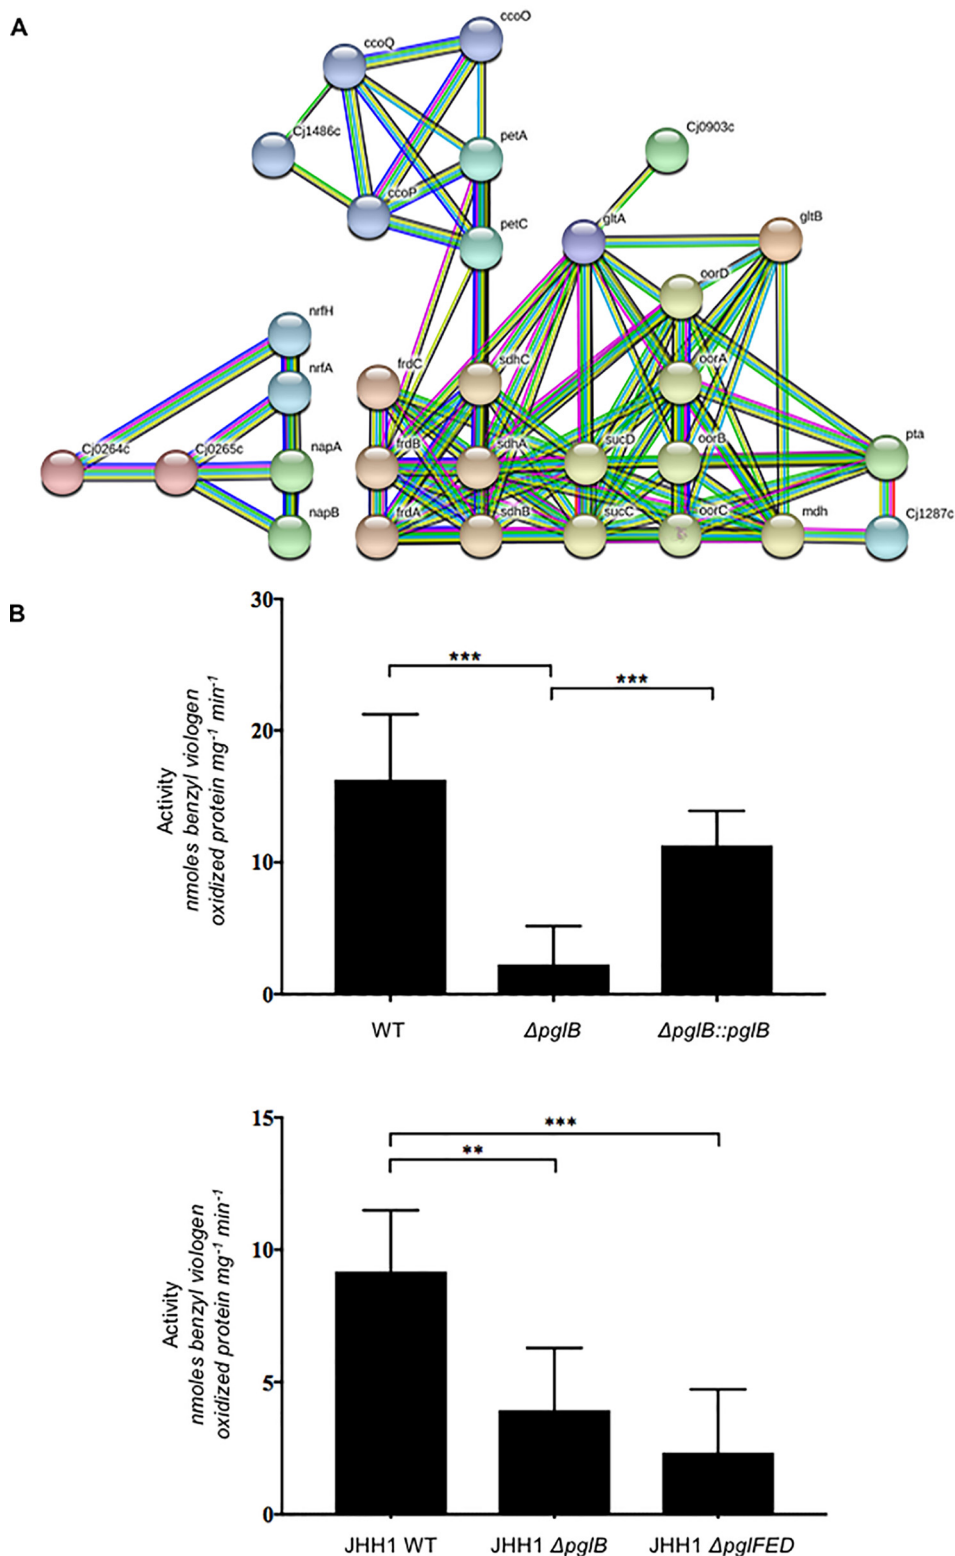 A
ccoO
ccoQ
Cj1486c
petA
Cj0903c
ccoP
petC
gltA
gltB
oorD
nrfH
nrfA
frdC
sdhC
oorA
Cj0264c
Cj0265c
napA
frdB
sdhA
sucD
oorB
pta
napB
frdA
sdhB
sucC
oorC
mdh
Cj1287c
B
30
20
10
0
Activity
nmoles benzyl viologen
oxidized protein mg-1 min-1
***
***
WT
ΔpglB
ΔpglB::pglB
15
10
5
0
Activity
nmoles benzyl viologen
oxidized protein mg-1 min-1
***
**
JHH1 WT
JHH1 ΔpglB
JHH1 ΔpglFED